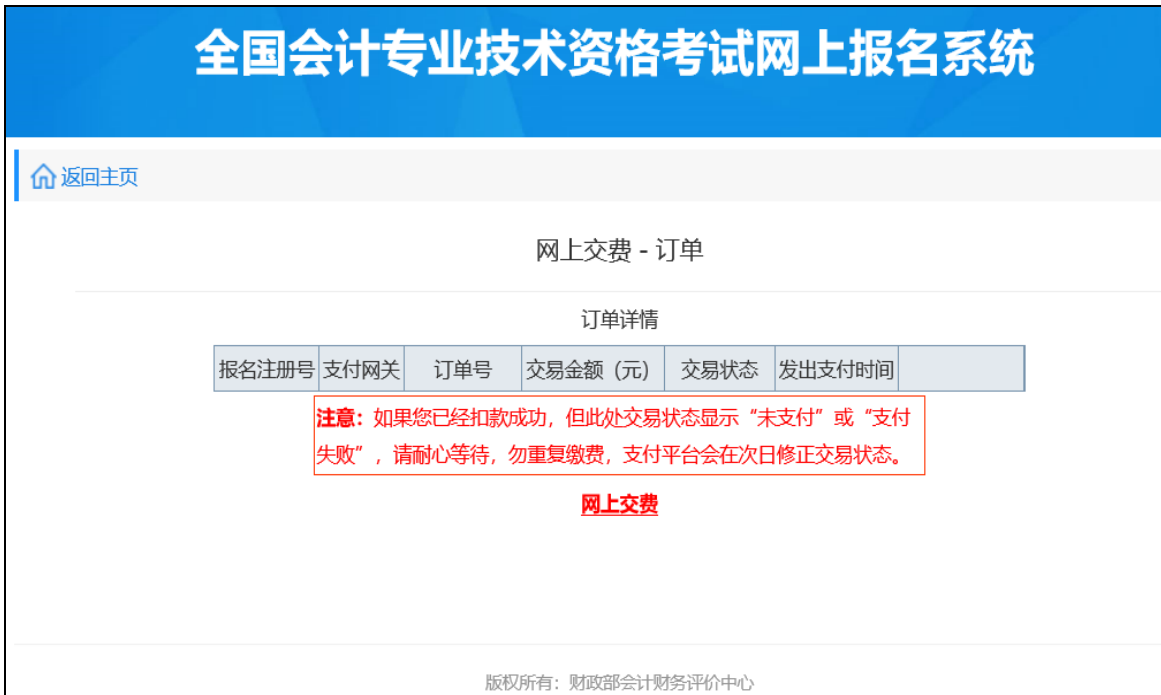 全国会计专业技术资格考试网上报名系统
返回主页
网上交费 - 订单
订单详情
报名注册号 支付网关 订单号 交易金额（元） 交易状态 发出支付时间
注意：如果您已经扣款成功，但此处交易状态显示“未支付”或“支付
失败”，请耐心等待，勿重复缴费，支付平台会在次日修正交易状态。
网上交费
版权所有：财政部会计财务评价中心